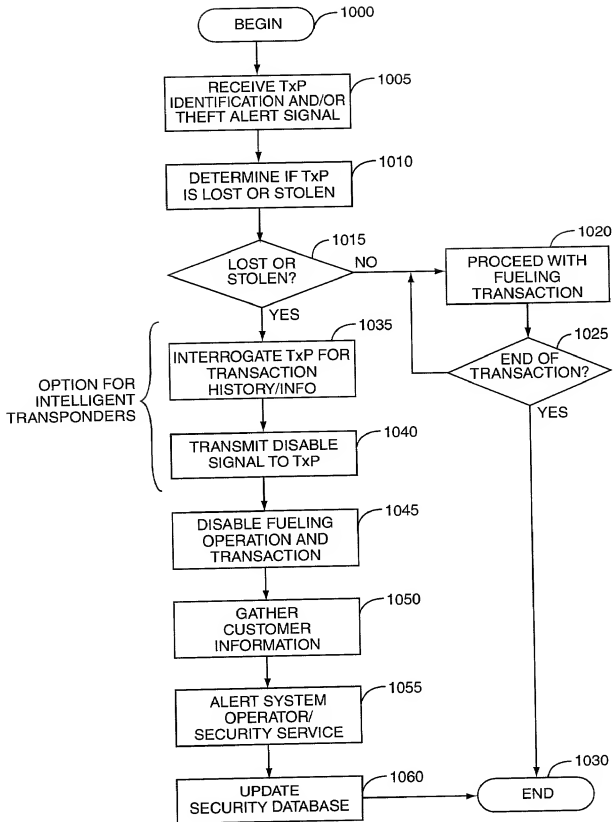 BEGIN
1000
RECEIVE TxP
IDENTIFICATION AND/OR
THEFT ALERT SIGNAL
1005
DETERMINE IF TxP
IS LOST OR STOLEN
1010
LOST OR
STOLEN?
1015
NO
YES
PROCEED WITH
FUELING
TRANSACTION
1020
END OF
TRANSACTION?
1025
YES
OPTION FOR
INTELLIGENT
TRANSPONDERS
INTERROGATE TxP FOR
TRANSACTION
HISTORY/INFO
1035
TRANSMIT DISABLE
SIGNAL TO TxP
1040
DISABLE FUELING
OPERATION AND
TRANSACTION
1045
GATHER
CUSTOMER
INFORMATION
1050
ALERT SYSTEM
OPERATOR/
SECURITY SERVICE
1055
UPDATE
SECURITY DATABASE
1060
END
1030